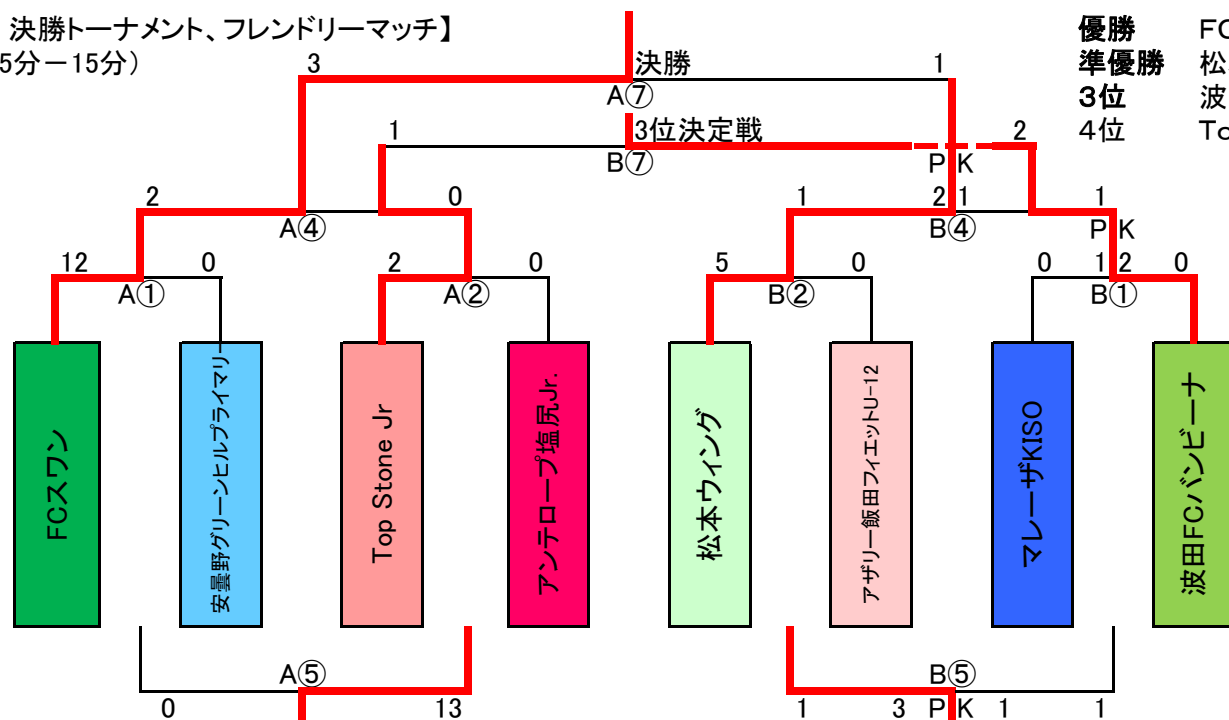 決勝トーナメント、フレンドリーマッチ】
5分－15分）
優勝 FC
準優勝 松
3位 波
4位 To
3 決勝 1
A⑦
1 3位決定戦 2
B⑦ PK
2 0 1 2 1 1
A④ B④ PK
12 0 2 0 5 0 0 1 2 0
A① A② B② B①
FCスワン
安曇野グリーンヒルプライマリー
Top Stone Jr
アンテロープ塩尻Jr.
松本ウィング
アザリー飯田フィエットU-12
マレーザKISO
波田FCバンビーナ
A⑤ B⑤
0 13 1 3 PK 1 1